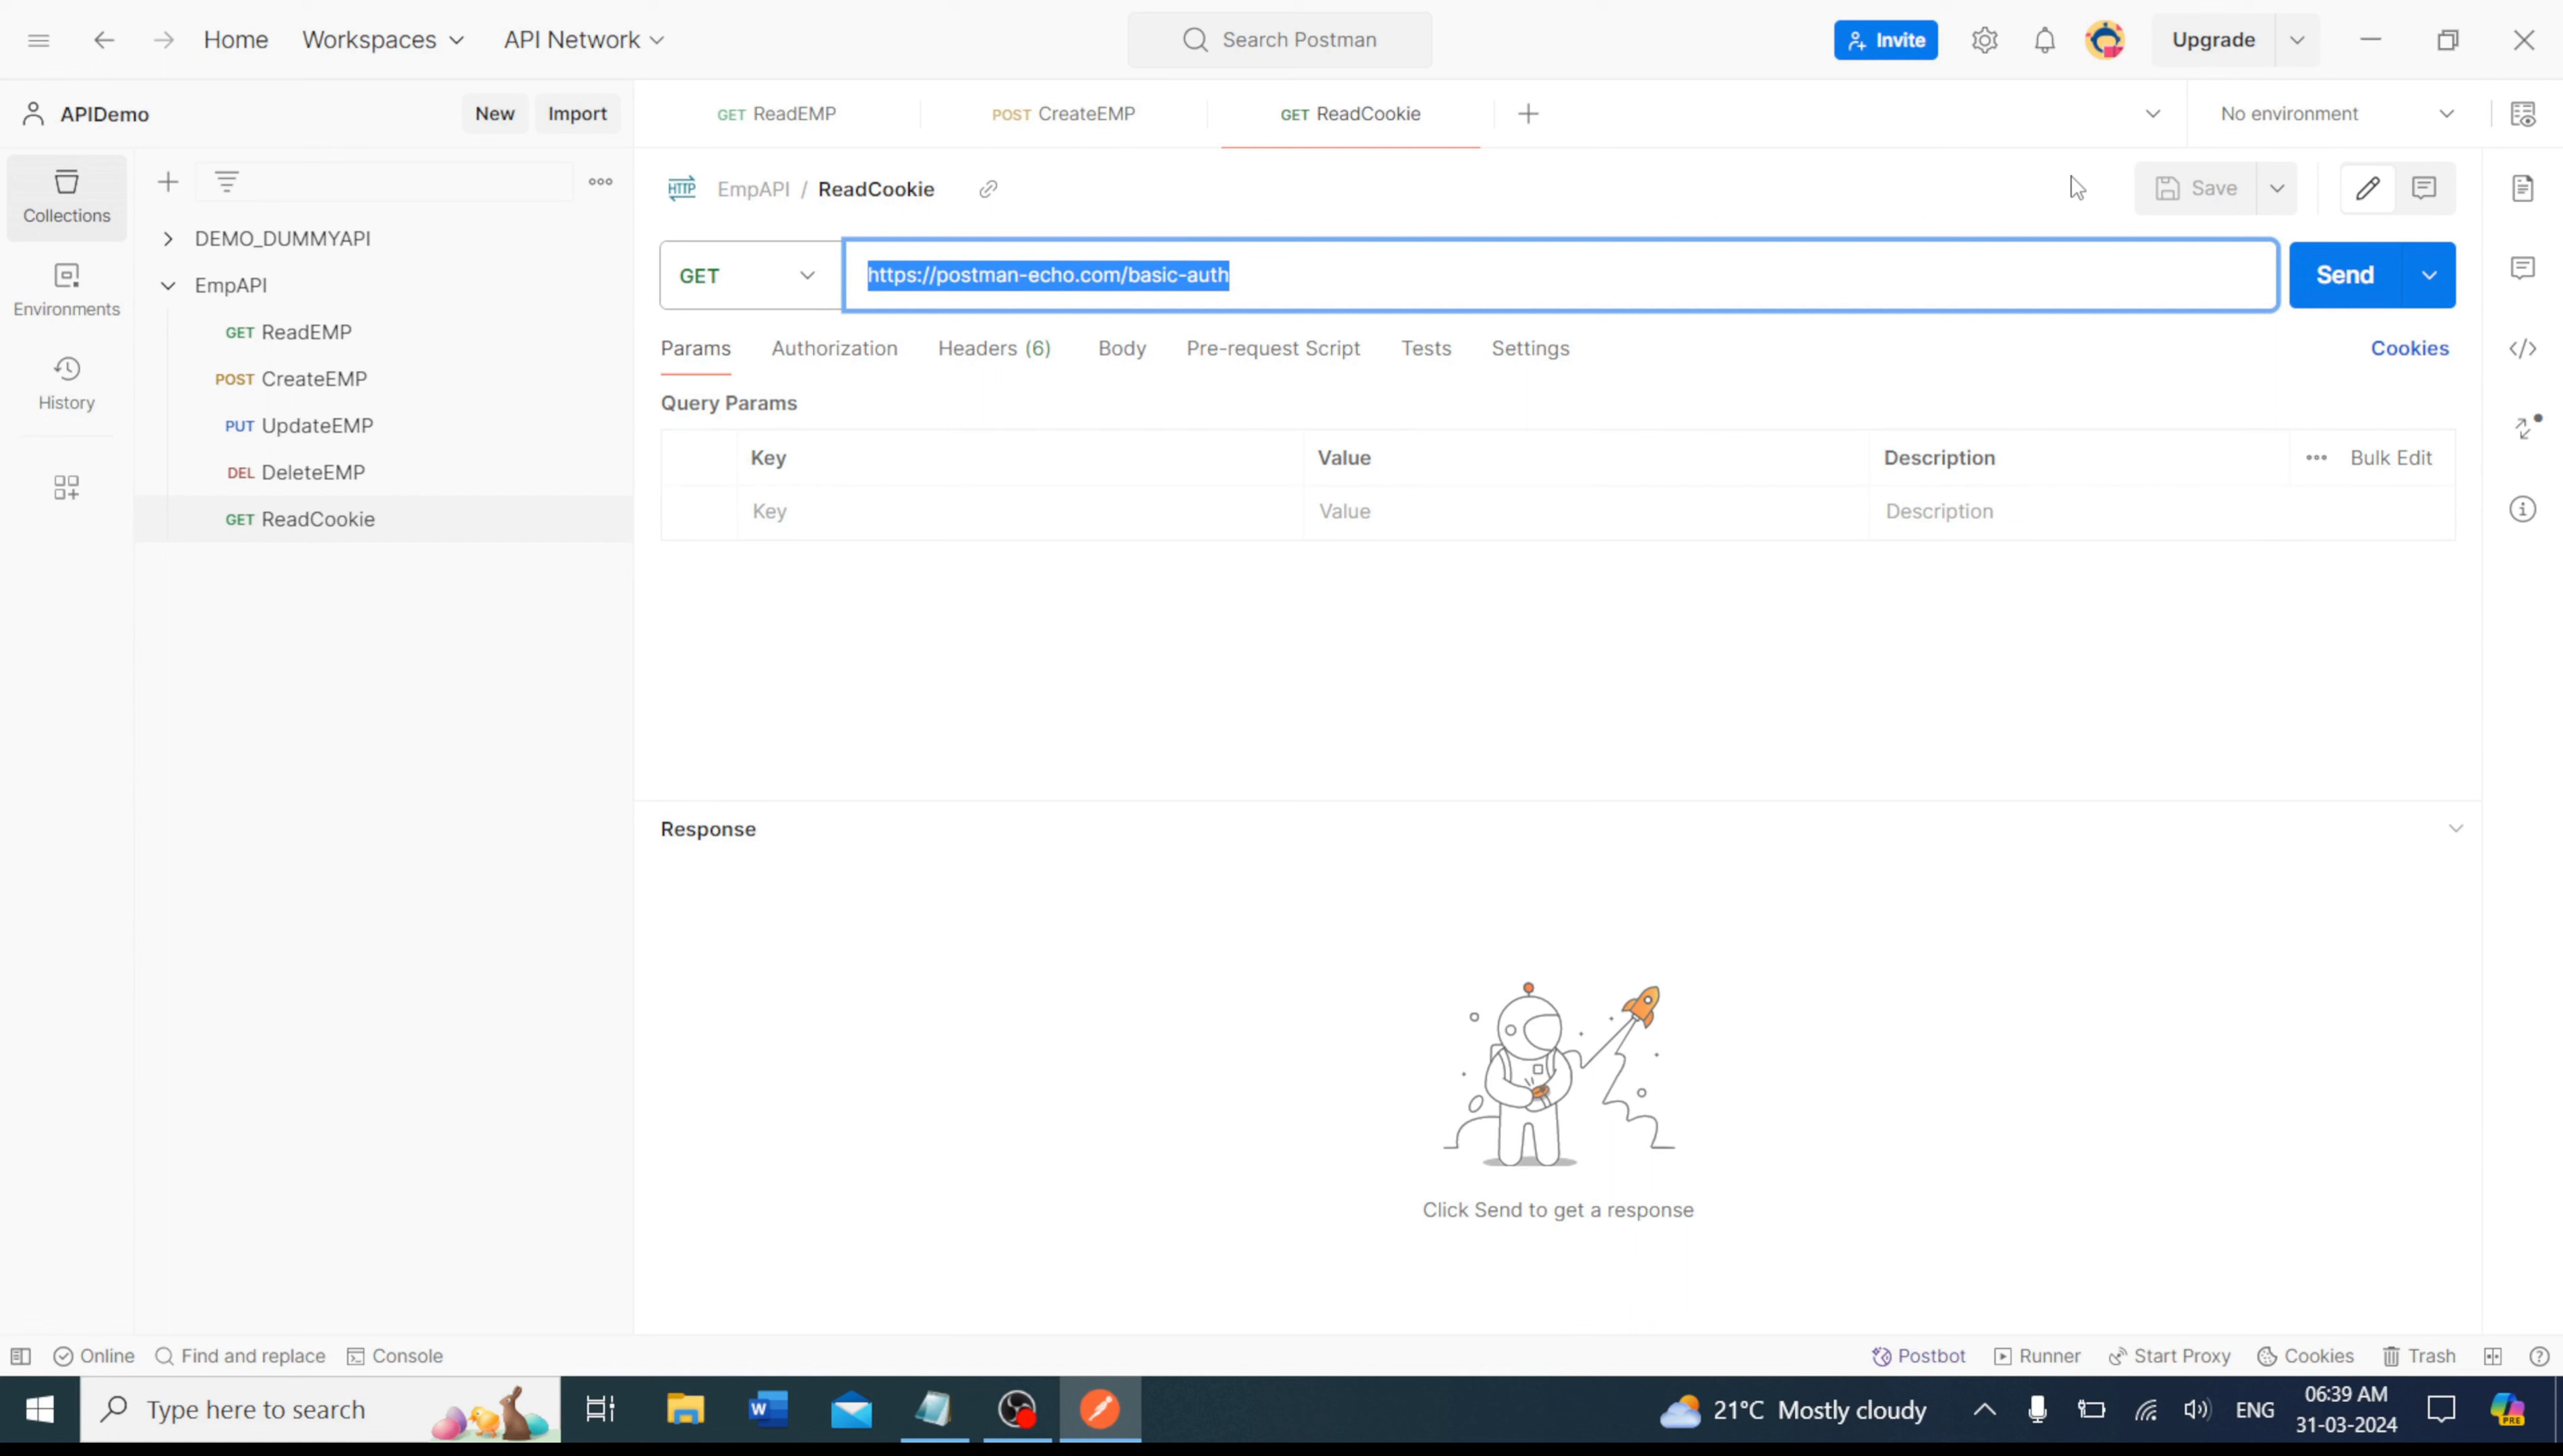 Home Workspaces API Network Search Postman Invite Upgrade
APIDemo New Import GET ReadEMP POST CreateEMP GET ReadCookie No environment
Collections
Environments
History
DEMO_DUMMYAPI
EmpAPI
GET ReadEMP
POST CreateEMP
PUT UpdateEMP
DEL DeleteEMP
GET ReadCookie
HTTP EmpAPI / ReadCookie Save
GET https://postman-echo.com/basic-auth Send
Params Authorization Headers (6) Body Pre-request Script Tests Settings Cookies
Query Params
Key Value Description Bulk Edit
Key Value Description
Response
Click Send to get a response
Online Find and replace Console Postbot Runner Start Proxy Cookies Trash
Type here to search 21°C Mostly cloudy ENG 06:39 AM
31-03-2024
PRE